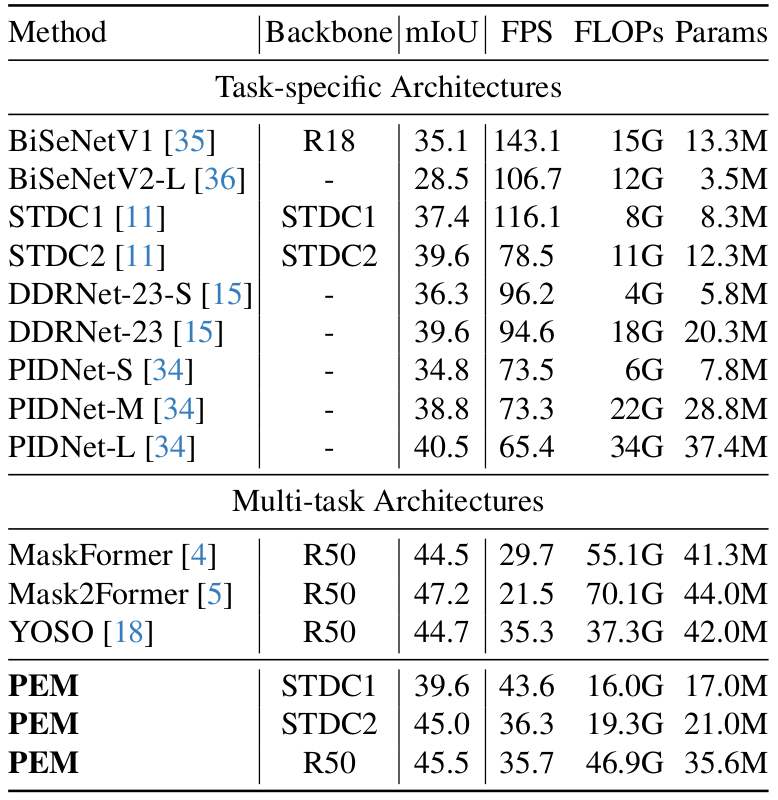 Method Backbone mIoU FPS FLOPs Params
Task-specific Architectures
BiSeNetV1 [35] R18 35.1 143.1 15G 13.3M
BiSeNetV2-L [36] - 28.5 106.7 12G 3.5M
STDC1 [11] STDC1 37.4 116.1 8G 8.3M
STDC2 [11] STDC2 39.6 78.5 11G 12.3M
DDRNet-23-S [15] - 36.3 96.2 4G 5.8M
DDRNet-23 [15] - 39.6 94.6 18G 20.3M
PIDNet-S [34] - 34.8 73.5 6G 7.8M
PIDNet-M [34] - 38.8 73.3 22G 28.8M
PIDNet-L [34] - 40.5 65.4 34G 37.4M
Multi-task Architectures
MaskFormer [4] R50 44.5 29.7 55.1G 41.3M
Mask2Former [5] R50 47.2 21.5 70.1G 44.0M
YOSO [18] R50 44.7 35.3 37.3G 42.0M
PEM STDC1 39.6 43.6 16.0G 17.0M
PEM STDC2 45.0 36.3 19.3G 21.0M
PEM R50 45.5 35.7 46.9G 35.6M